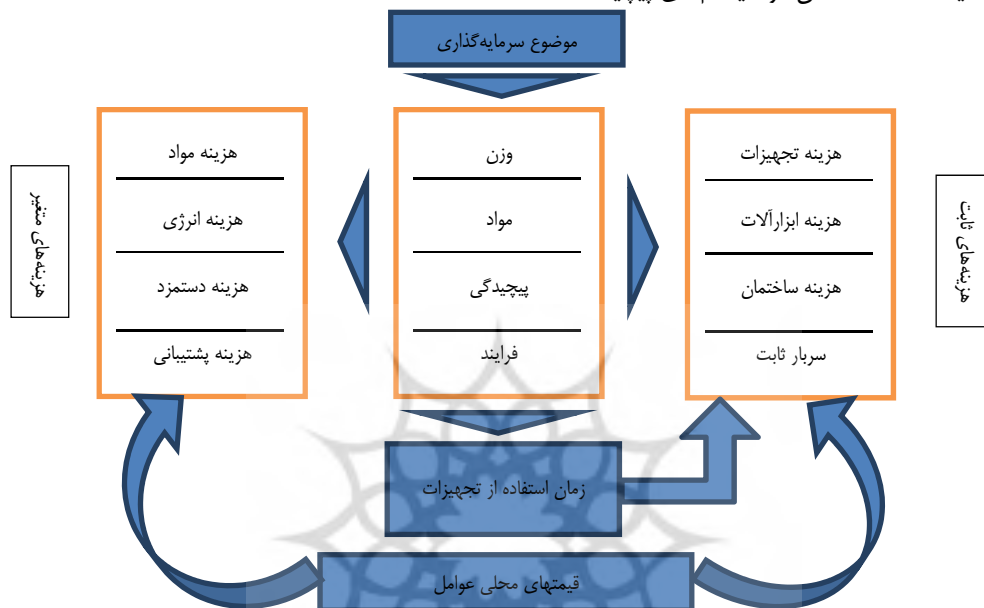 موضوع سرمایه‌گذاری
هزینه‌های ثابت
هزینه تجهیزات
هزینه ابزارآلات
هزینه ساختمان
سربار ثابت
وزن
مواد
پیچیدگی
فرایند
هزینه مواد
هزینه انرژی
هزینه دستمزد
هزینه پشتیبانی
هزینه‌های متغیر
زمان استفاده از تجهیزات
قیمتهای محلی عوامل